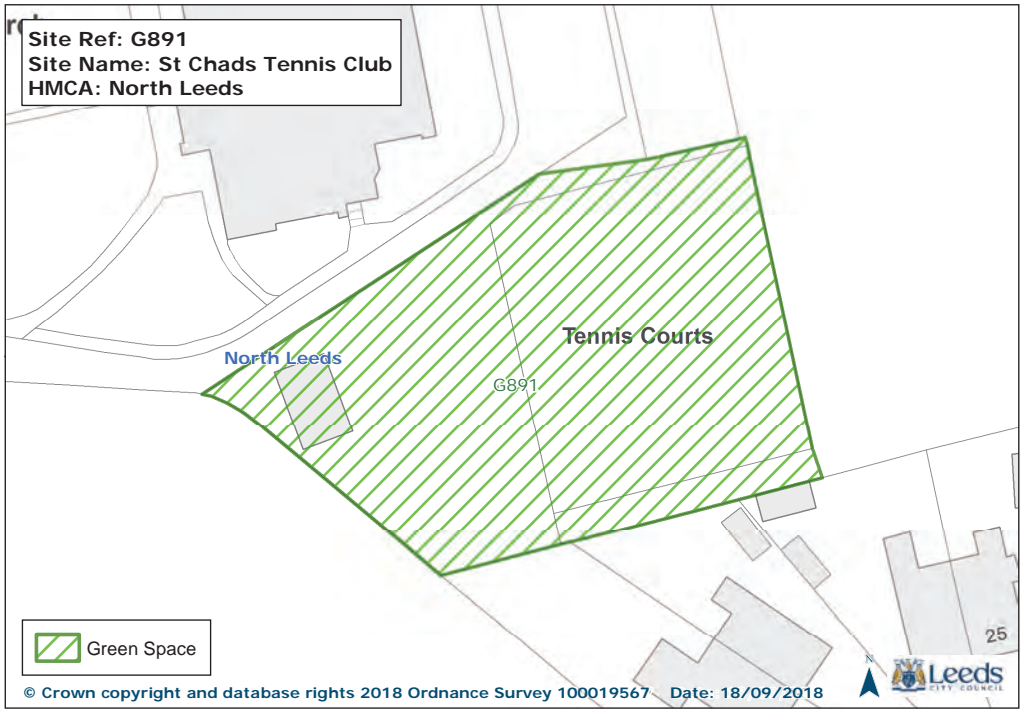 Site Ref: G891
Site Name: St Chads Tennis Club
HMCA: North Leeds
Tennis Courts
North Leeds
G891
25
Green Space
N
Leeds
CITY COUNCIL
© Crown copyright and database rights 2018 Ordnance Survey 100019567 Date: 18/09/2018